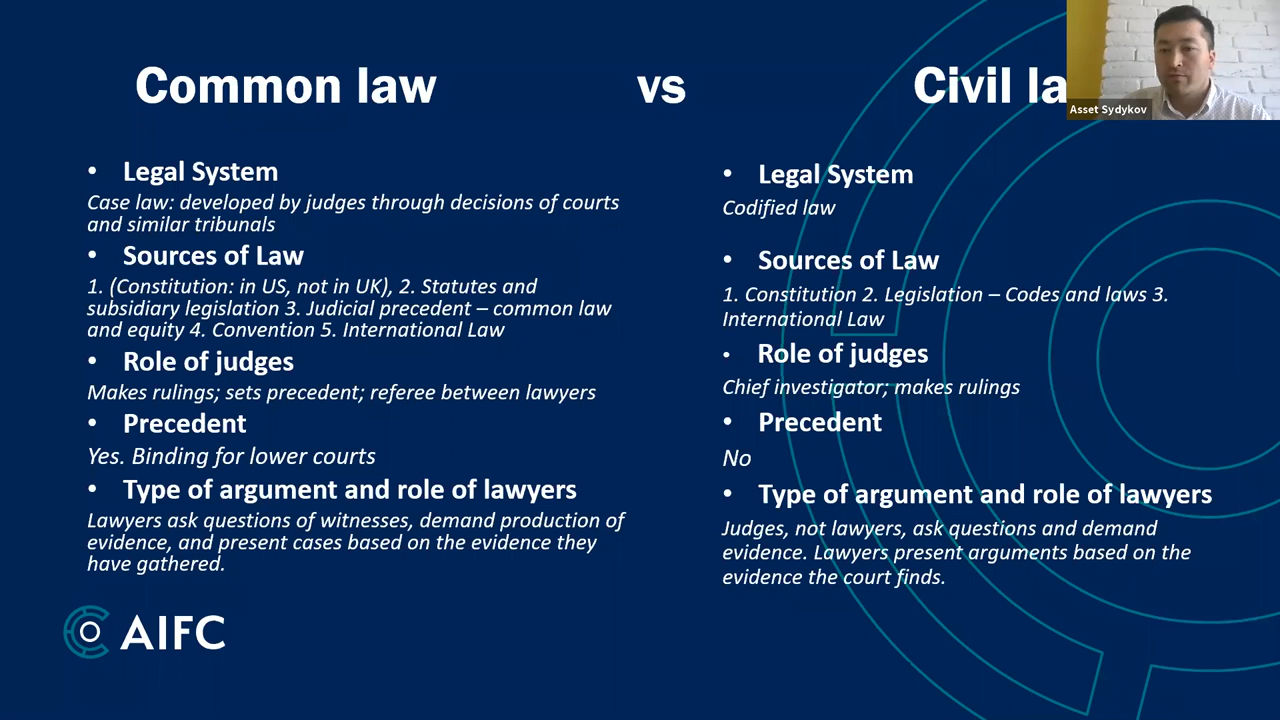 Common law vs Civil la
Asset Sydykov
• Legal System
Case law: developed by judges through decisions of courts
and similar tribunals
• Sources of Law
1. (Constitution: in US, not in UK), 2. Statutes and
subsidiary legislation 3. Judicial precedent – common law
and equity 4. Convention 5. International Law
• Role of judges
Makes rulings; sets precedent; referee between lawyers
• Precedent
Yes. Binding for lower courts
• Type of argument and role of lawyers
Lawyers ask questions of witnesses, demand production of
evidence, and present cases based on the evidence they
have gathered.
• Legal System
Codified law
• Sources of Law
1. Constitution 2. Legislation – Codes and laws 3.
International Law
• Role of judges
Chief investigator; makes rulings
• Precedent
No
• Type of argument and role of lawyers
Judges, not lawyers, ask questions and demand
evidence. Lawyers present arguments based on the
evidence the court finds.
AIFC